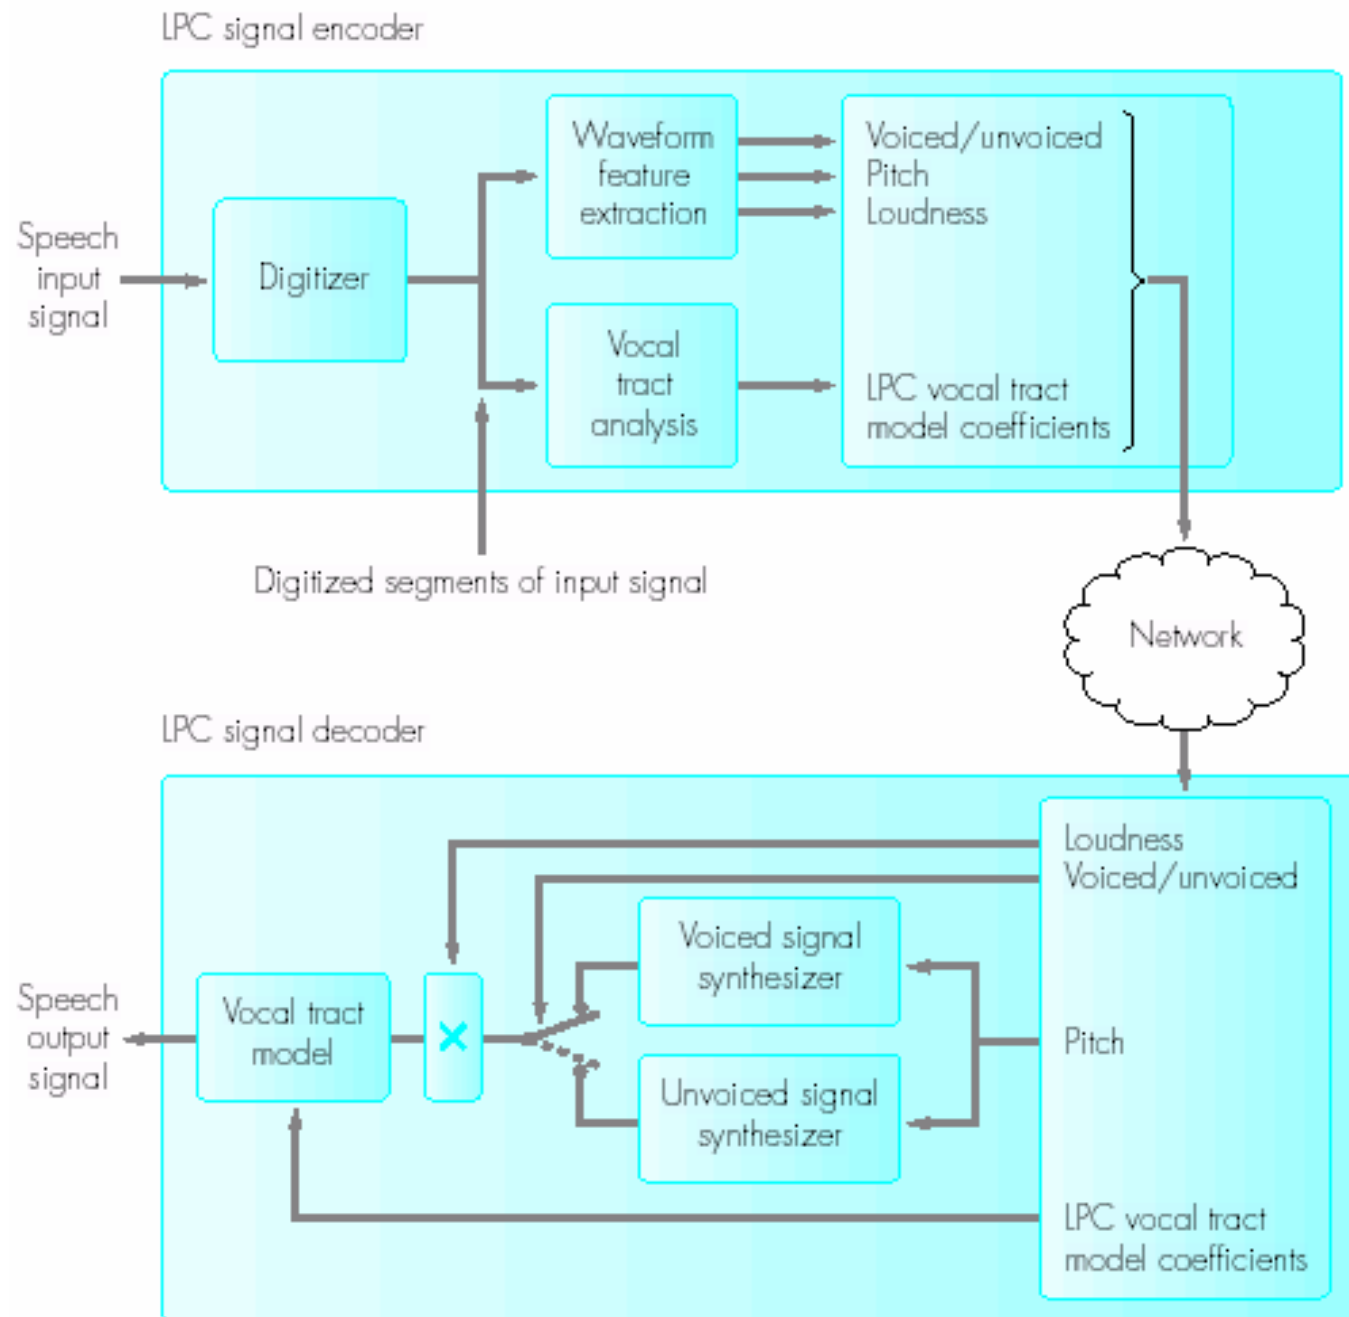 LPC signal encoder
Speech
input
signal
Digitizer
Waveform
feature
extraction
Vocal
tract
analysis
Voiced/unvoiced
Pitch
Loudness
LPC vocal tract
model coefficients
Digitized segments of input signal
Network
LPC signal decoder
Loudness
Voiced/unvoiced
Pitch
LPC vocal tract
model coefficients
Voiced signal
synthesizer
Unvoiced signal
synthesizer
×
Vocal tract
model
Speech
output
signal